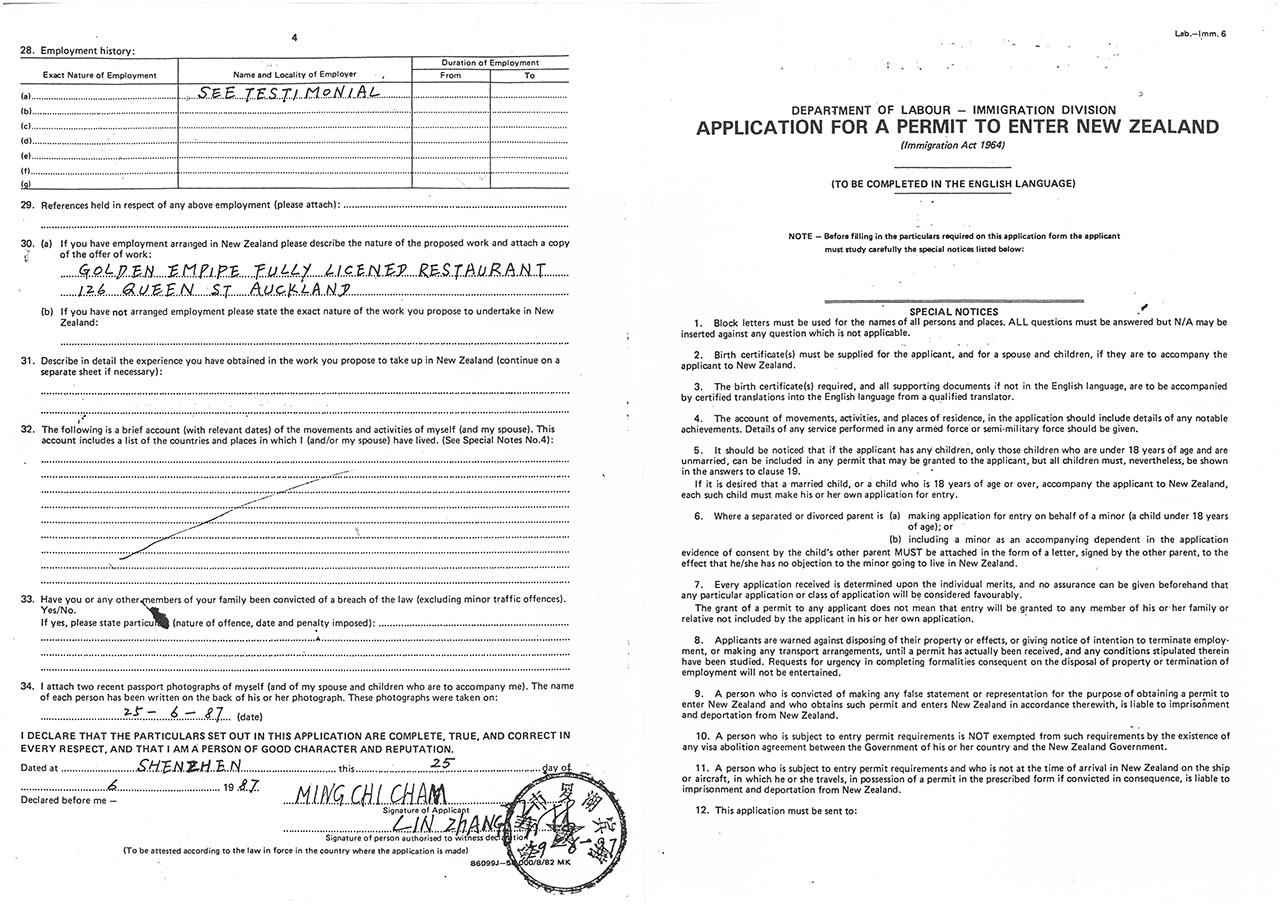 4
28. Employment history:
Exact Nature of Employment Name and Locality of Employer Duration of Employment
From To
(a) SEE TESTIMONIAL
(b)
(c)
(d)
(e)
(f)
(g)
29. References held in respect of any above employment (please attach):
30. (a) If you have employment arranged in New Zealand please describe the nature of the proposed work and attach a copy
of the offer of work:
GOLDEN EMPIPE FULLY LICENED RESTAURANT
126 QUEEN ST AUCKLAND
(b) If you have not arranged employment please state the exact nature of the work you propose to undertake in New
Zealand:
31. Describe in detail the experience you have obtained in the work you propose to take up in New Zealand (continue on a
separate sheet if necessary):
32. The following is a brief account (with relevant dates) of the movements and activities of myself (and my spouse). This
account includes a list of the countries and places in which I (and/or my spouse) have lived. (See Special Notes No.4):
33. Have you or any other members of your family been convicted of a breach of the law (excluding minor traffic offences).
Yes/No.
If yes, please state particu (nature of offence, date and penalty imposed):
34. I attach two recent passport photographs of myself (and of my spouse and children who are to accompany me). The name
of each person has been written on the back of his or her photograph. These photographs were taken on:
25-6-87 (date)
I DECLARE THAT THE PARTICULARS SET OUT IN THIS APPLICATION ARE COMPLETE, TRUE, AND CORRECT IN
EVERY RESPECT, AND THAT I AM A PERSON OF GOOD CHARACTER AND REPUTATION.
Dated at SHENZHEN this 25 day of
6 19 87.
Declared before me —
MING CHI CHAM
Signature of Applicant
LIN ZHANG
Signature of person authorised to witness declaration
(To be attested according to the law in force in the country where the application is made)
市罗湖宾
000/8/82 MK
Lab.—Imm. 6
DEPARTMENT OF LABOUR — IMMIGRATION DIVISION
APPLICATION FOR A PERMIT TO ENTER NEW ZEALAND
(Immigration Act 1964)
(TO BE COMPLETED IN THE ENGLISH LANGUAGE)
NOTE — Before filling in the particulars required on this application form the applicant
must study carefully the special notices listed below:
SPECIAL NOTICES
1. Block letters must be used for the names of all persons and places. ALL questions must be answered but N/A may be
inserted against any question which is not applicable.
2. Birth certificate(s) must be supplied for the applicant, and for a spouse and children, if they are to accompany the
applicant to New Zealand.
3. The birth certificate(s) required, and all supporting documents if not in the English language, are to be accompanied
by certified translations into the English language from a qualified translator.
4. The account of movements, activities, and places of residence, in the application should include details of any notable
achievements. Details of any service performed in any armed force or semi-military force should be given.
5. It should be noticed that if the applicant has any children, only those children who are under 18 years of age and are
unmarried, can be included in any permit that may be granted to the applicant, but all children must, nevertheless, be shown
in the answers to clause 19.
If it is desired that a married child, or a child who is 18 years of age or over, accompany the applicant to New Zealand,
each such child must make his or her own application for entry.
6. Where a separated or divorced parent is (a) making application for entry on behalf of a minor (a child under 18 years
of age); or
(b) including a minor as an accompanying dependent in the application
evidence of consent by the child's other parent MUST be attached in the form of a letter, signed by the other parent, to the
effect that he/she has no objection to the minor going to live in New Zealand.
7. Every application received is determined upon the individual merits, and no assurance can be given beforehand that
any particular application or class of application will be considered favourably.
The grant of a permit to any applicant does not mean that entry will be granted to any member of his or her family or
relative not included by the applicant in his or her own application.
8. Applicants are warned against disposing of their property or effects, or giving notice of intention to terminate employ-
ment, or making any transport arrangements, until a permit has actually been received, and any conditions stipulated therein
have been studied. Requests for urgency in completing formalities consequent on the disposal of property or termination of
employment will not be entertained.
9. A person who is convicted of making any false statement or representation for the purpose of obtaining a permit to
enter New Zealand and who obtains such permit and enters New Zealand in accordance therewith, is liable to imprisonment
and deportation from New Zealand.
10. A person who is subject to entry permit requirements is NOT exempted from such requirements by the existence of
any visa abolition agreement between the Government of his or her country and the New Zealand Government.
11. A person who is subject to entry permit requirements and who is not at the time of arrival in New Zealand on the ship
or aircraft, in which he or she travels, in possession of a permit in the prescribed form if convicted in consequence, is liable to
imprisonment and deportation from New Zealand.
12. This application must be sent to: